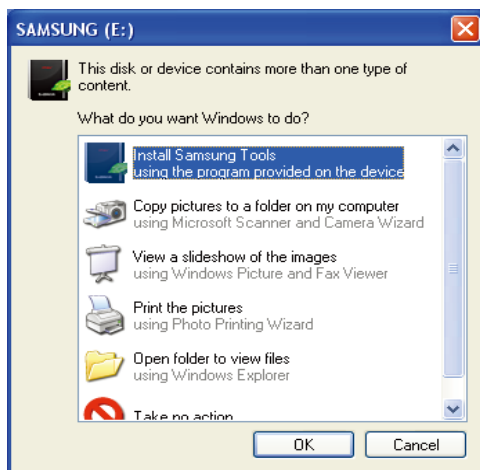 SAMSUNG (E:)
This disk or device contains more than one type of
content.
What do you want Windows to do?
Install Samsung Tools
using the program provided on the device
Copy pictures to a folder on my computer
using Microsoft Scanner and Camera Wizard
View a slideshow of the images
using Windows Picture and Fax Viewer
Print the pictures
using Photo Printing Wizard
Open folder to view files
using Windows Explorer
Take no action
OK
Cancel